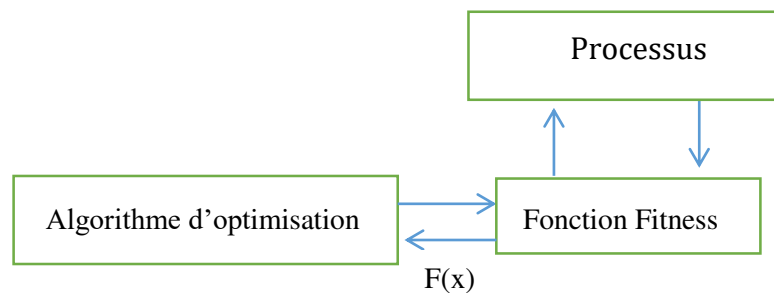 Processus
Algorithme d’optimisation
Fonction Fitness
F(x)